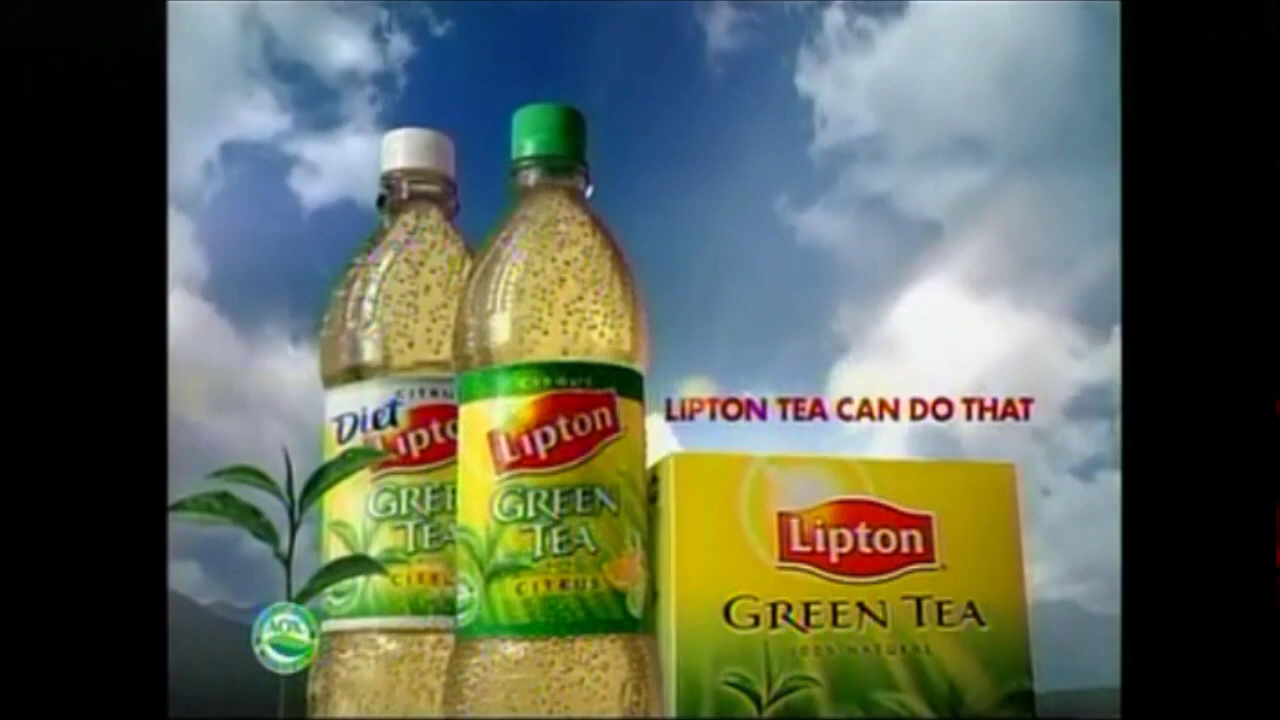 LIPTON TEA CAN DO THAT
CITRUS
Diet
Lipton
GREEN
TEA
CITRUS
CITRUS
Lipton
GREEN
TEA
CITRUS
Lipton
GREEN TEA
100% NATURAL
AOX